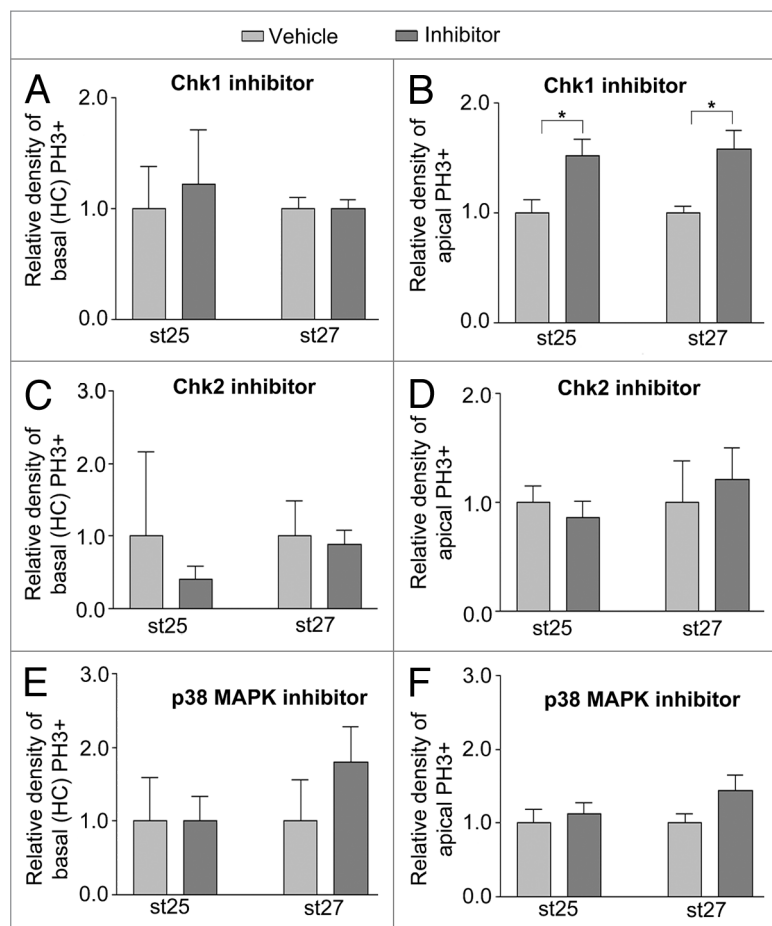 Vehicle Inhibitor
A
Chk1 inhibitor
Relative density of
basal (HC) PH3+
2.0
1.0
0.0
st25 st27
B
Chk1 inhibitor
Relative density of
apical PH3+
2.0
1.0
0.0
* *
st25 st27
C
Chk2 inhibitor
Relative density of
basal (HC) PH3+
3.0
2.0
1.0
0.0
st25 st27
D
Chk2 inhibitor
Relative density of
apical PH3+
2.0
1.0
0.0
st25 st27
E
p38 MAPK inhibitor
Relative density of
basal (HC) PH3+
3.0
2.0
1.0
0.0
st25 st27
F
p38 MAPK inhibitor
Relative density of
apical PH3+
3.0
2.0
1.0
0.0
st25 st27